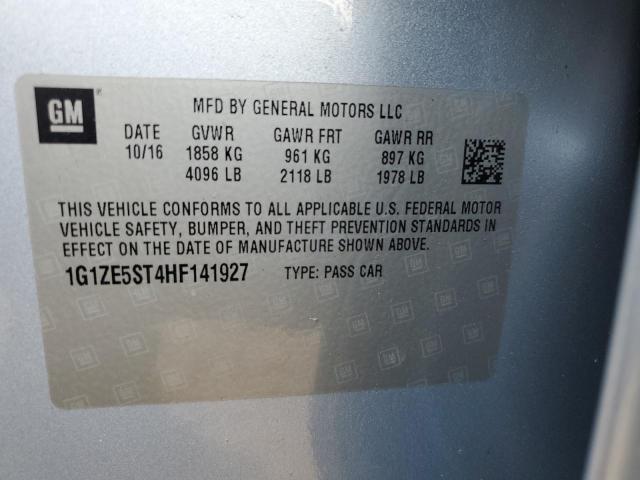 GM
MFD BY GENERAL MOTORS LLC
DATE GVWR GAWR FRT GAWR RR
10/16 1858 KG 961 KG 897 KG
4096 LB 2118 LB 1978 LB
THIS VEHICLE CONFORMS TO ALL APPLICABLE U.S. FEDERAL MOTOR
VEHICLE SAFETY, BUMPER, AND THEFT PREVENTION STANDARDS IN
EFFECT ON THE DATE OF MANUFACTURE SHOWN ABOVE.
1G1ZE5ST4HF141927 TYPE: PASS CAR